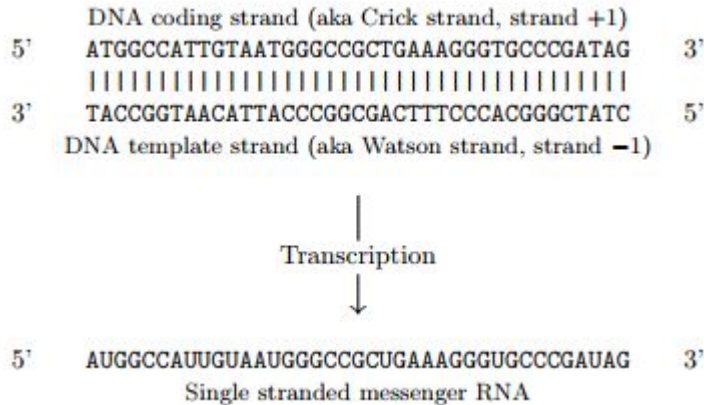 DNA coding strand (aka Crick strand, strand +1)
5' ATGGCCATTGTAATGGGCCGCTGAAAGGGTGCCCGATAG 3'
|||||||||||||||||||||||||||||||||||||||
3' TACCGGTAACATTACCCGGCGACTTTCCCACGGGCTATC 5'
DNA template strand (aka Watson strand, strand −1)
Transcription
5' AUGGCCAUUGUAAUGGGCCGCUGAAAGGGUGCCCGAUAG 3'
Single stranded messenger RNA